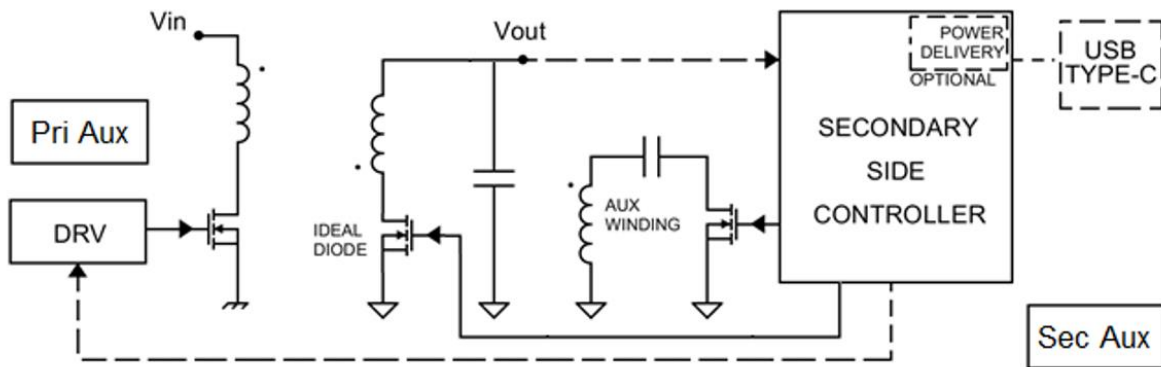 Vin
Vout
POWER
DELIVERY
OPTIONAL
USB
TYPE-C
Pri Aux
SECONDARY
SIDE
CONTROLLER
AUX
WINDING
DRV
IDEAL
DIODE
Sec Aux